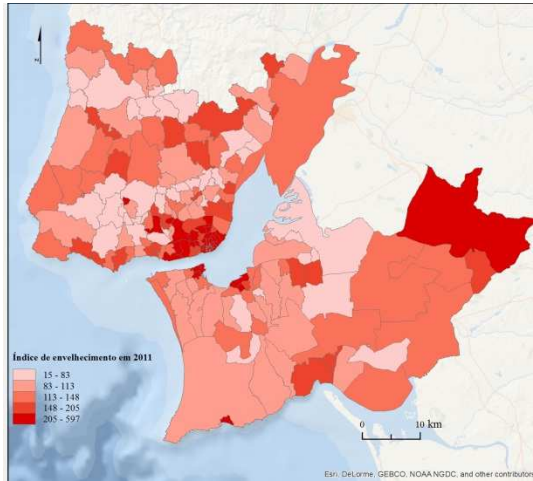 Índice de envelhecimento em 2011
15 - 83
83 - 113
113 - 148
148 - 205
205 - 597
0 10 km
Esri, DeLorme, GEBCO, NOAA NGDC, and other contributors